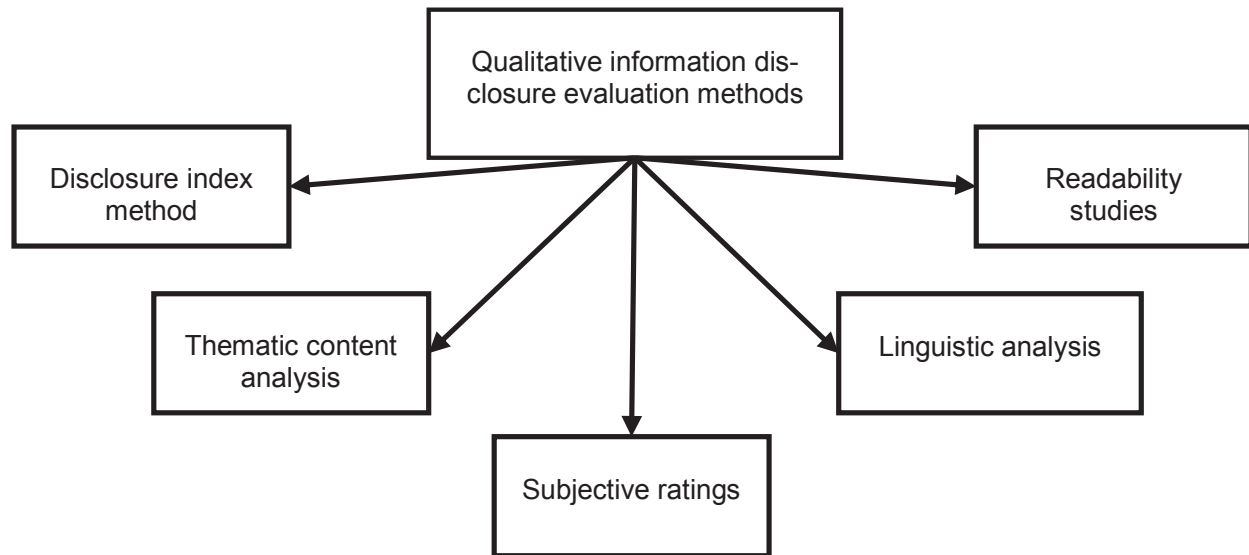 Qualitative information dis-
closure evaluation methods
Disclosure index
method
Readability
studies
Thematic content
analysis
Linguistic analysis
Subjective ratings